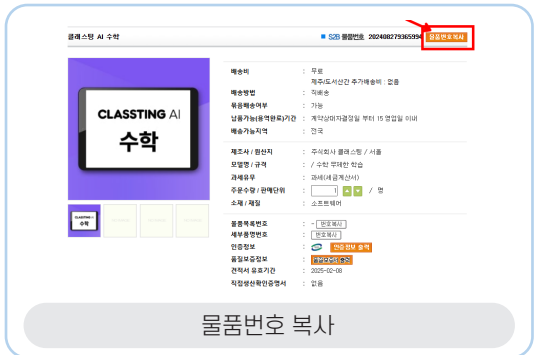 클래스팅 AI 수학
S2B 물품번호 202408279365994 물품번호복사
CLASSTING AI
수학
배송비 : 무료
제주/도서산간 추가배송비 : 없음
배송방법 : 직배송
묶음배송여부 : 가능
납품가능(용역완료)기간 : 계약상대자결정일 부터 15 영업일 이내
배송가능지역 : 전국
제조사 / 원산지 : 주식회사 클래스팅 / 서울
모델명 / 규격 : / 수학 무제한 학습
과세유무 : 과세(세금계산서)
주문수량 / 판매단위 : 1 / 명
소재 / 재질 : 소프트웨어
물품목록번호 : - 번호복사
세부품명번호 : 번호복사
인증정보 : 인증정보 출력
품질보증정보 :
견적서 유효기간 : 2025-02-08
직접생산확인증명서 : 없음
물품번호 복사